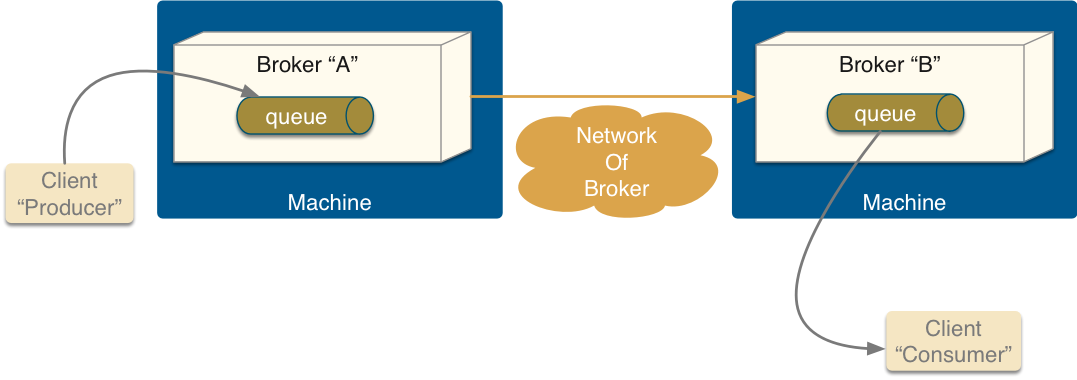 Broker “A”
queue
Machine
Client
“Producer”
Network
Of
Broker
Broker “B”
queue
Machine
Client
“Consumer”